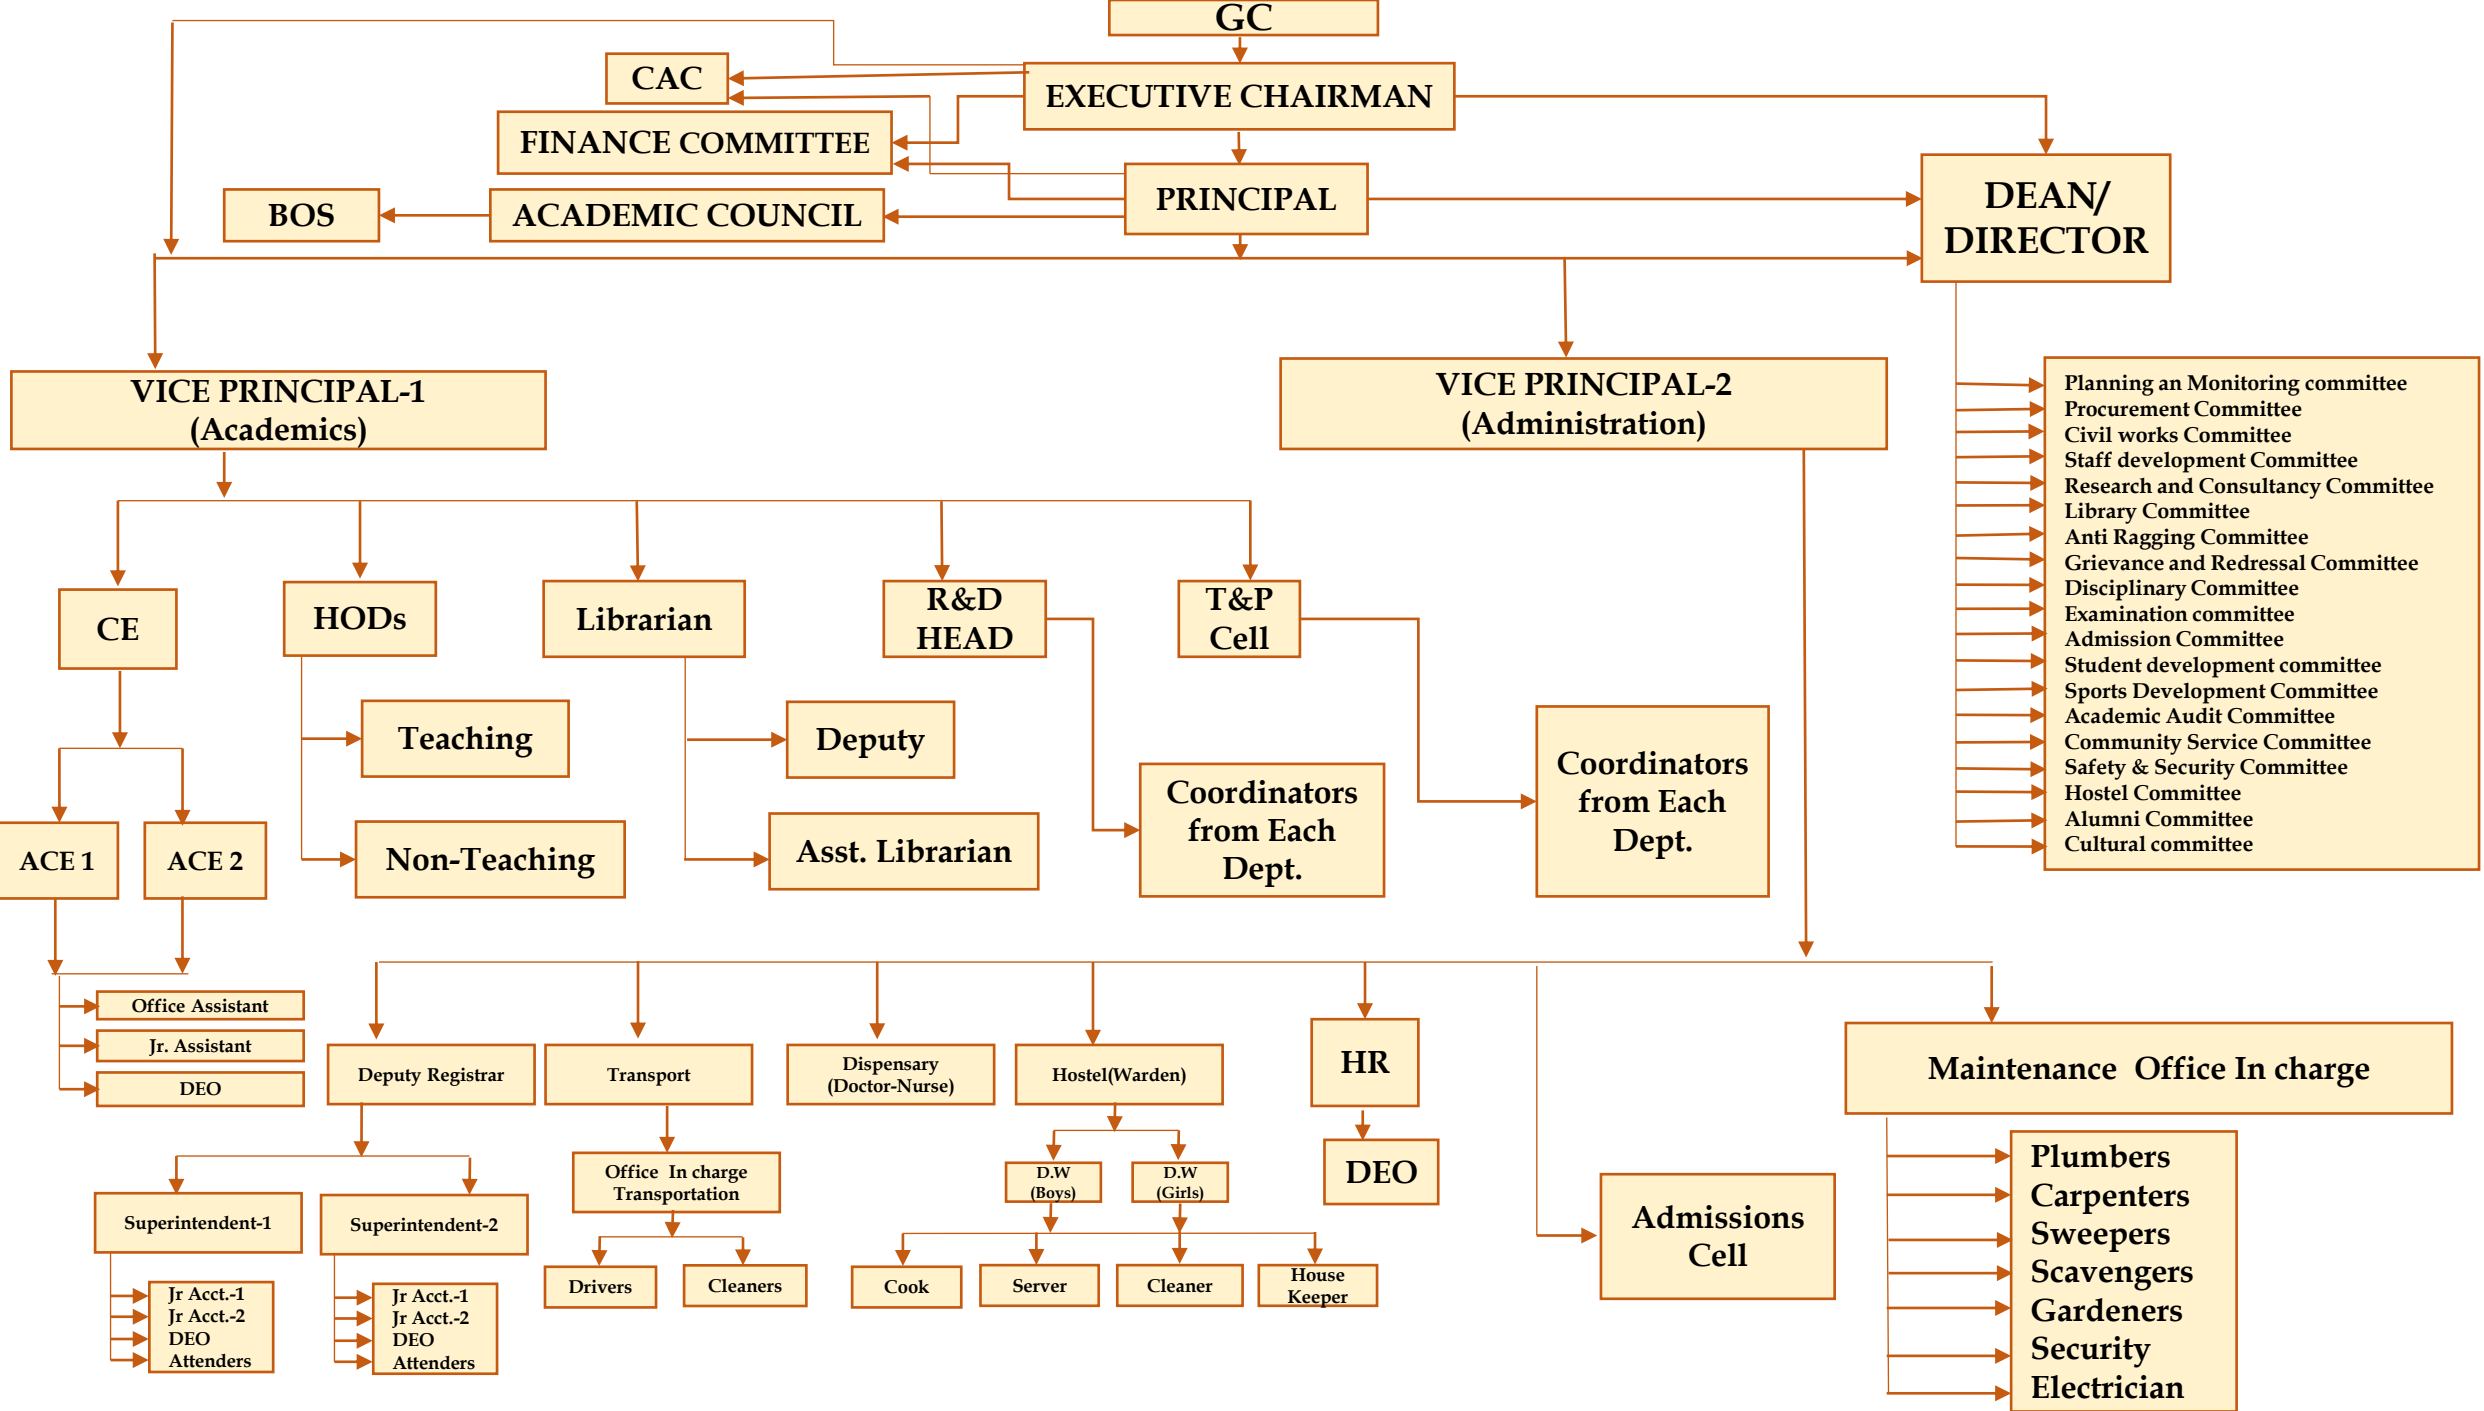 GC
CAC
EXECUTIVE CHAIRMAN
FINANCE COMMITTEE
PRINCIPAL
DEAN/
DIRECTOR
BOS
ACADEMIC COUNCIL
VICE PRINCIPAL-1
(Academics)
VICE PRINCIPAL-2
(Administration)
Planning an Monitoring committee
Procurement Committee
Civil works Committee
Staff development Committee
Research and Consultancy Committee
Library Committee
Anti Ragging Committee
Grievance and Redressal Committee
Disciplinary Committee
Examination committee
Admission Committee
Student development committee
Sports Development Committee
Academic Audit Committee
Community Service Committee
Safety & Security Committee
Hostel Committee
Alumni Committee
Cultural committee
CE
HODs
Librarian
R&D
HEAD
T&P
Cell
Teaching
Deputy
Coordinators
from Each
Dept.
Coordinators
from Each
Dept.
ACE 1
ACE 2
Non-Teaching
Asst. Librarian
Office Assistant
Jr. Assistant
DEO
Deputy Registrar
Transport
Dispensary
(Doctor-Nurse)
Hostel(Warden)
HR
Maintenance  Office In charge
Superintendent-1
Superintendent-2
Office  In charge
Transportation
D.W
(Boys)
D.W
(Girls)
DEO
Admissions
Cell
Drivers
Cleaners
Cook
Server
Cleaner
House
Keeper
Jr Acct.-1
Jr Acct.-2
DEO
Attenders
Jr Acct.-1
Jr Acct.-2
DEO
Attenders
Plumbers
Carpenters
Sweepers
Scavengers
Gardeners
Security
Electrician